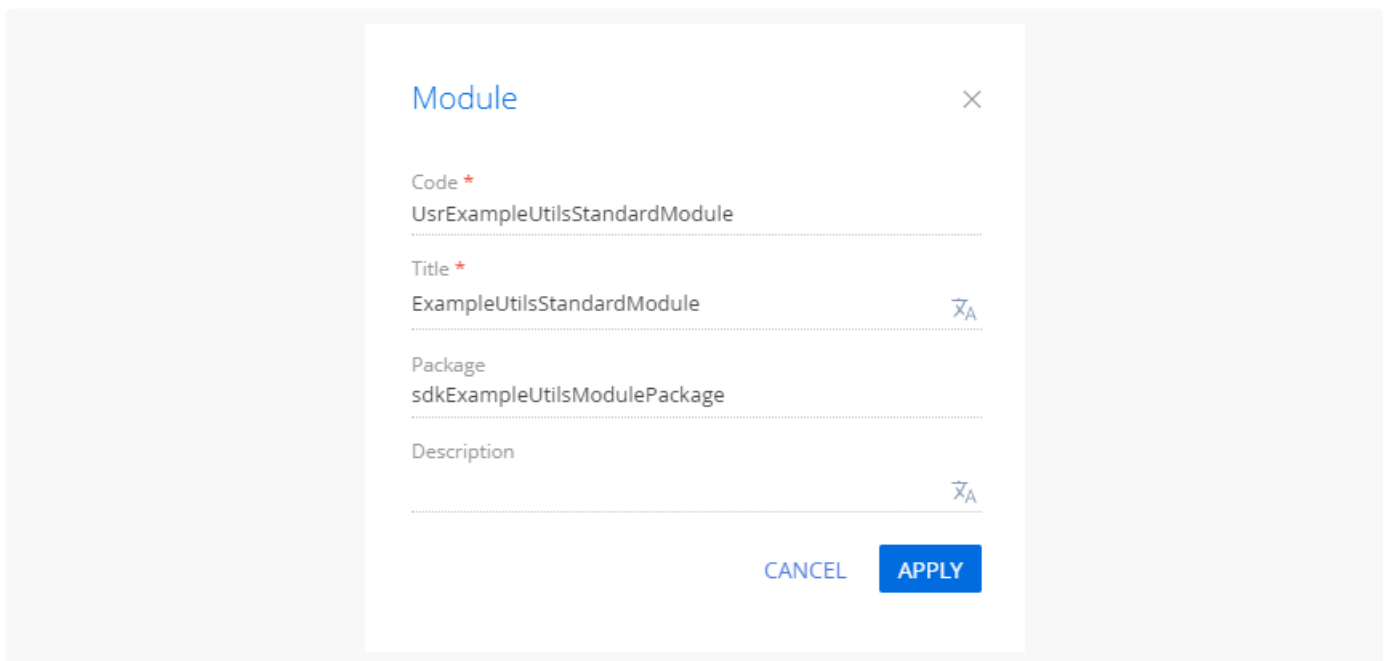 Module
Code *
UsrExampleUtilsStandardModule
Title *
ExampleUtilsStandardModule
Package
sdkExampleUtilsModulePackage
Description
CANCEL APPLY